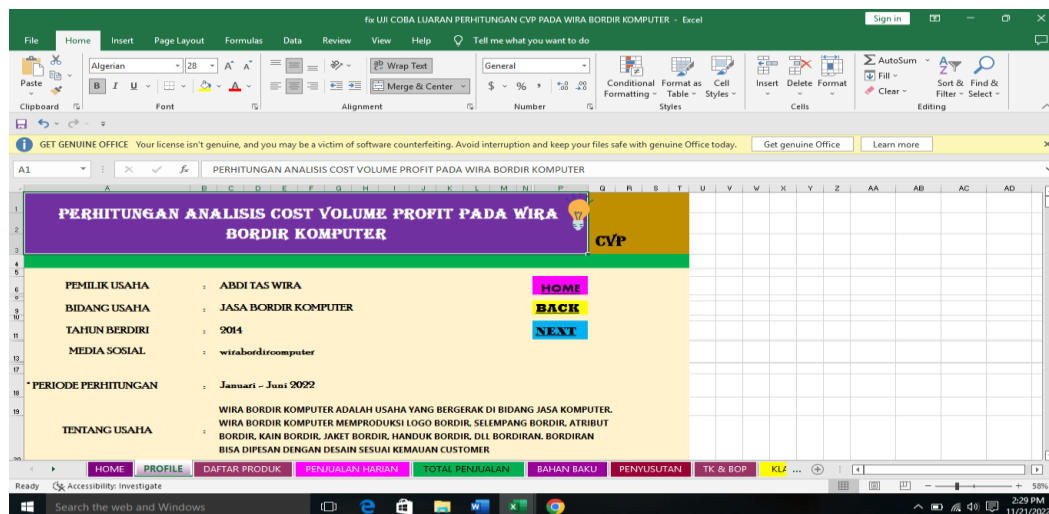 fix UJI COBA LUARAN PERHITUNGAN CVP PADA WIRA BORDIR KOMPUTER - Excel
Sign in
File Home Insert Page Layout Formulas Data Review View Help Tell me what you want to do
Paste
Algerian 28
B I U
Wrap Text
Merge & Center
General
$ % ,
Conditional Formatting
Format as Table
Cell Styles
Insert Delete Format
AutoSum
Fill
Clear
Sort & Filter
Find & Select
Clipboard Font Alignment Number Styles Cells Editing
GET GENUINE OFFICE Your license isn't genuine, and you may be a victim of software counterfeiting. Avoid interruption and keep your files safe with genuine Office today. Get genuine Office Learn more
A1 fx PERHITUNGAN ANALISIS COST VOLUME PROFIT PADA WIRA BORDIR KOMPUTER
A B C D E F G H I J K L M N P Q R S T U V W X Y Z AA AB AC AD
PERHITUNGAN ANALISIS COST VOLUME PROFIT PADA WIRA
BORDIR KOMPUTER
CVP
PEMILIK USAHA : ABDI TAS WIRA
HOME
BIDANG USAHA : JASA BORDIR KOMPUTER
BACK
TAHUN BERDIRI : 2014
NEXT
MEDIA SOSIAL : wirabordircomputer
PERIODE PERHITUNGAN : Januari - Juni 2022
TENTANG USAHA :
WIRA BORDIR KOMPUTER ADALAH USAHA YANG BERGERAK DI BIDANG JASA KOMPUTER.
WIRA BORDIR KOMPUTER MEMPRODUKSI LOGO BORDIR, SELEMPANG BORDIR, ATRIBUT
BORDIR, KAIN BORDIR, JAKET BORDIR, HANDUK BORDIR, DLL BORDIRAN. BORDIRAN
BISA DIPESAN DENGAN DESAIN SESUAI KEMAUAN CUSTOMER
HOME PROFILE DAFTAR PRODUK PENJUALAN HARIAN TOTAL PENJUALAN BAHAN BAKU PENYUSUTAN TK & BOP KLA ...
Ready Accessibility: Investigate 58%
Search the web and Windows
2:29 PM